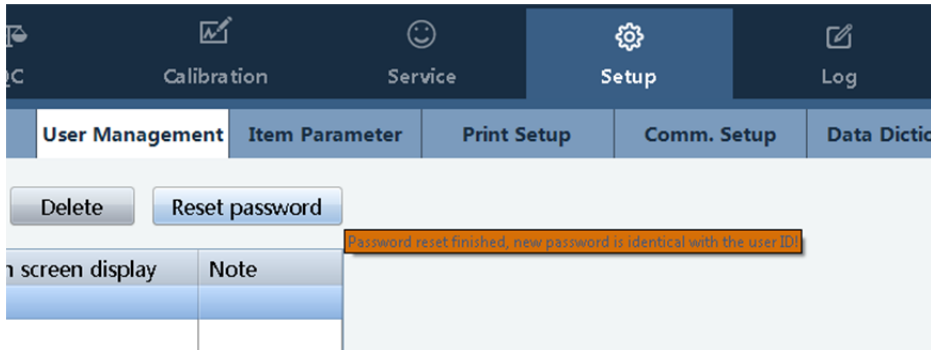 QC Calibration Service Setup Log
User Management Item Parameter Print Setup Comm. Setup Data Dictio
Delete Reset password
Password reset finished, new password is identical with the user ID!
n screen display Note